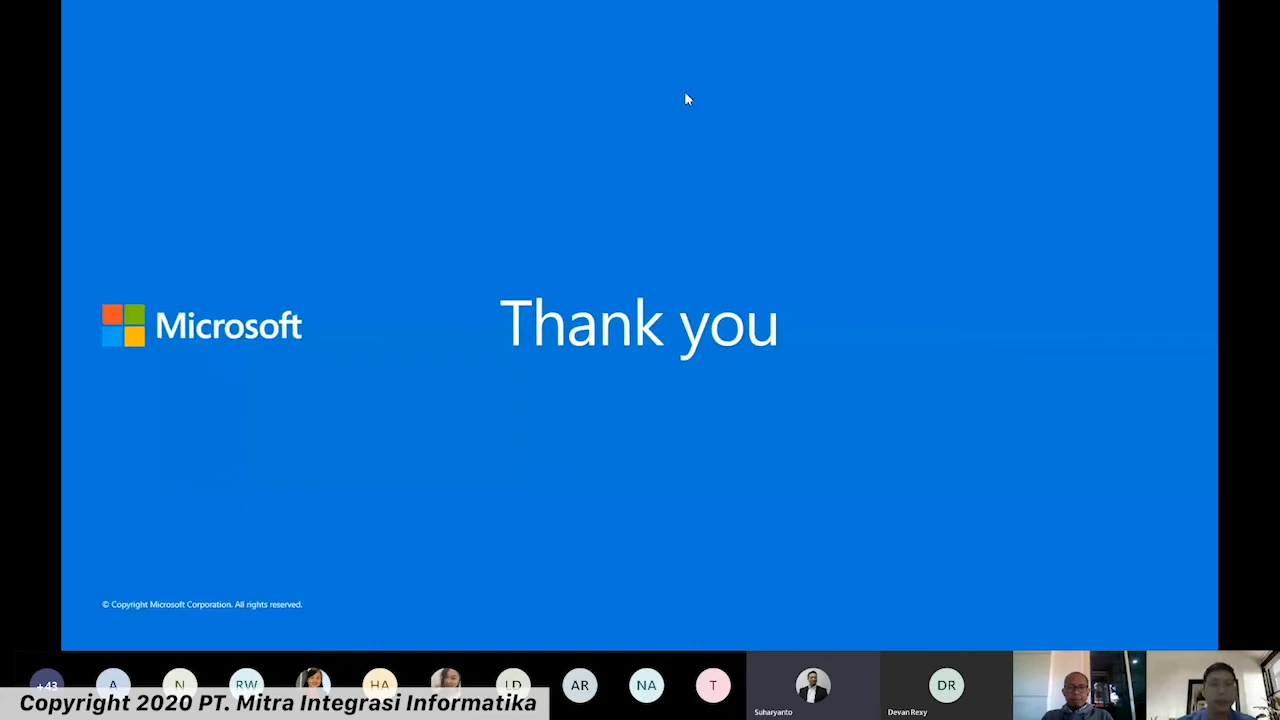 Microsoft
Thank you
© Copyright Microsoft Corporation. All rights reserved.
+43
A
N
RW
HA
LD
AR
NA
T
DR
Suharyanto
Devan Rexy
Copyright 2020 PT. Mitra Integrasi Informatika